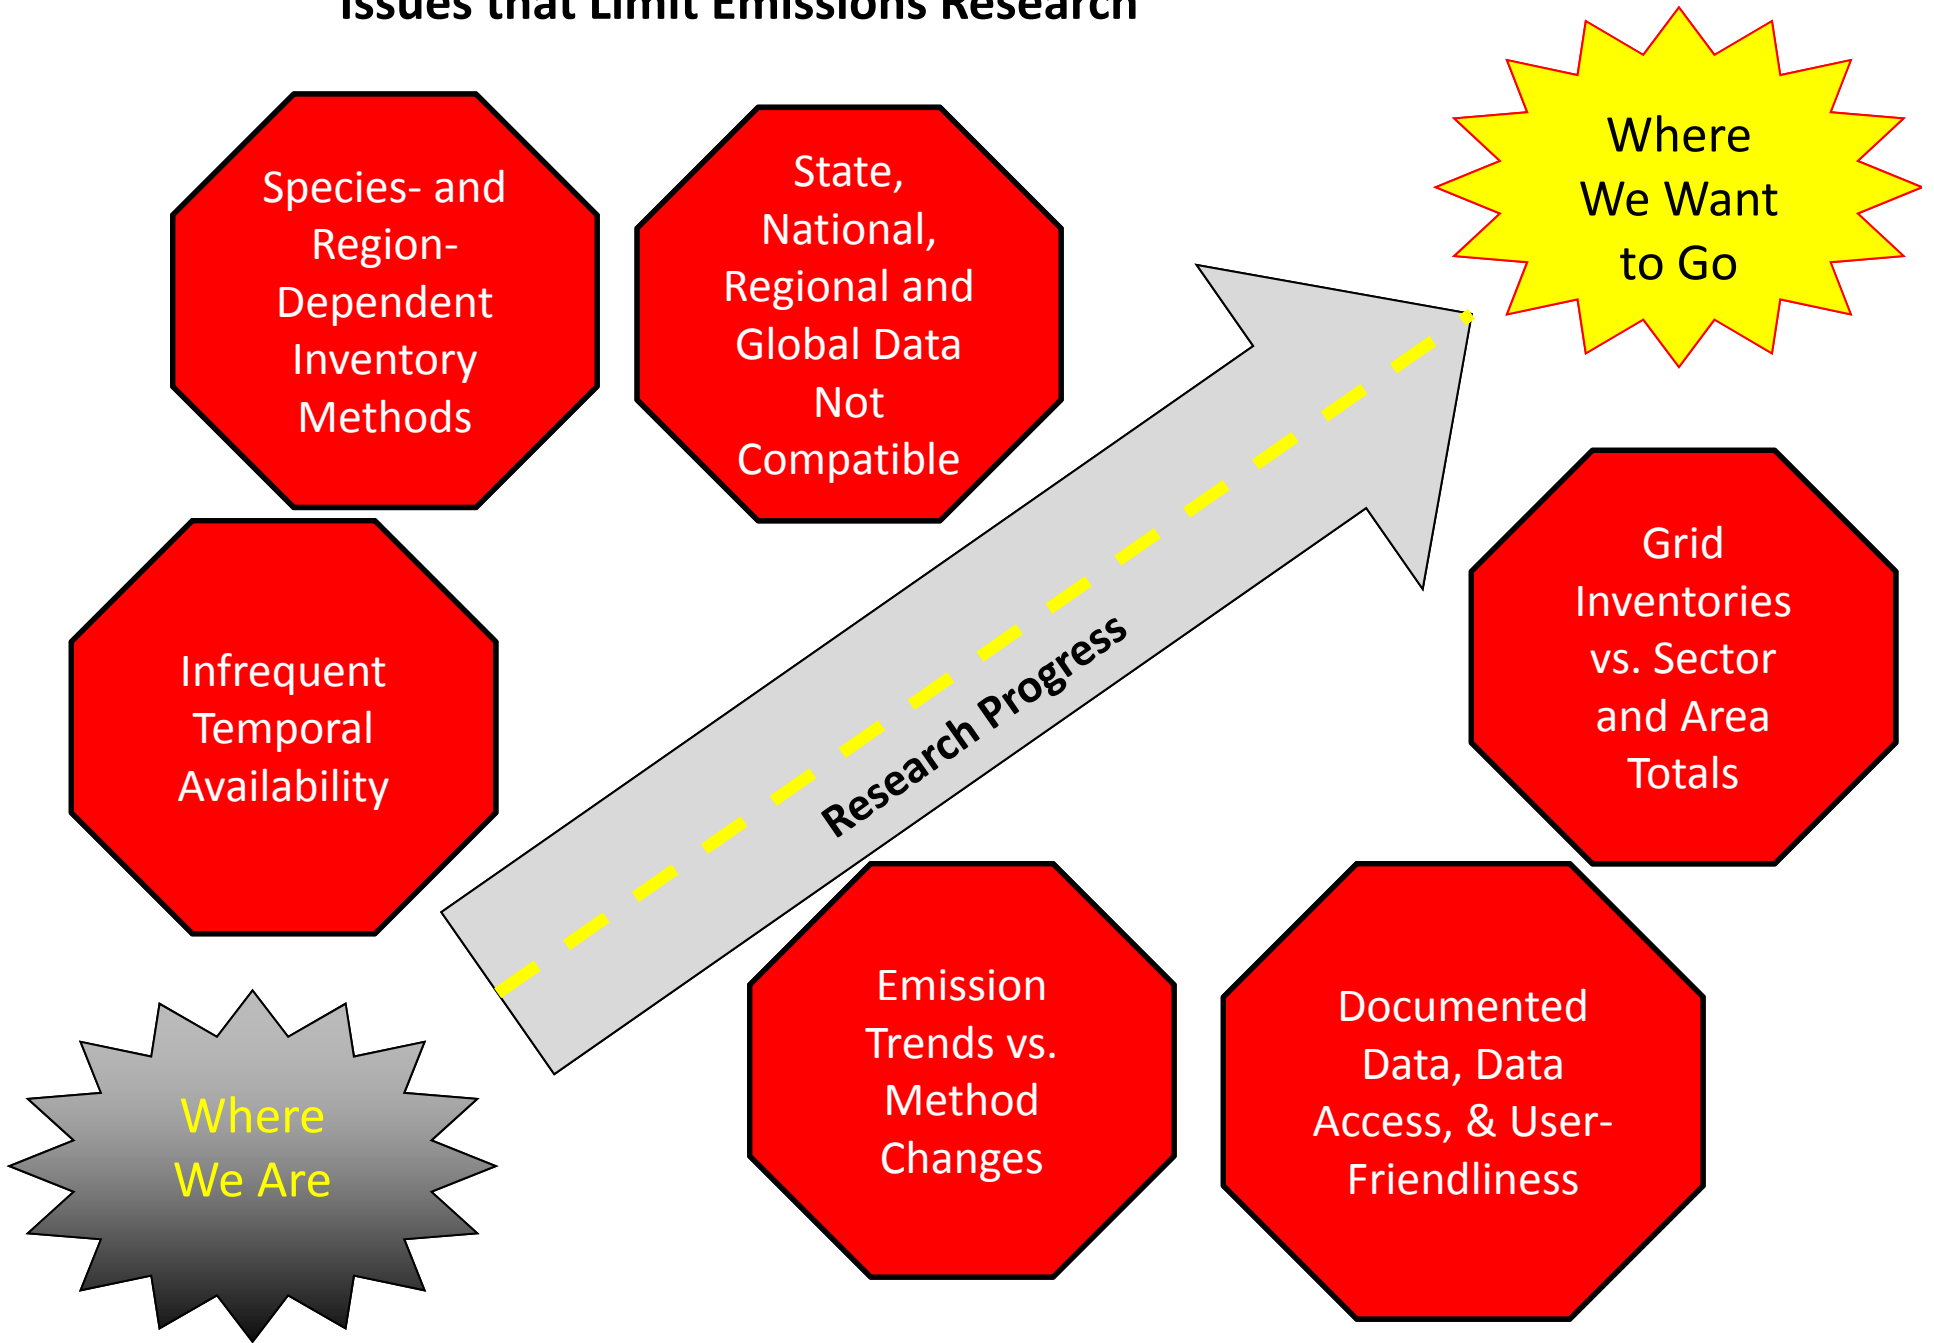 Issues that Limit Emissions Research
Species- and
Region-
Dependent
Inventory
Methods
State,
National,
Regional and
Global Data
Not
Compatible
Where
We Want
to Go
Infrequent
Temporal
Availability
Research Progress
Grid
Inventories
vs. Sector
and Area
Totals
Emission
Trends vs.
Method
Changes
Documented
Data, Data
Access, & User-
Friendliness
Where
We Are